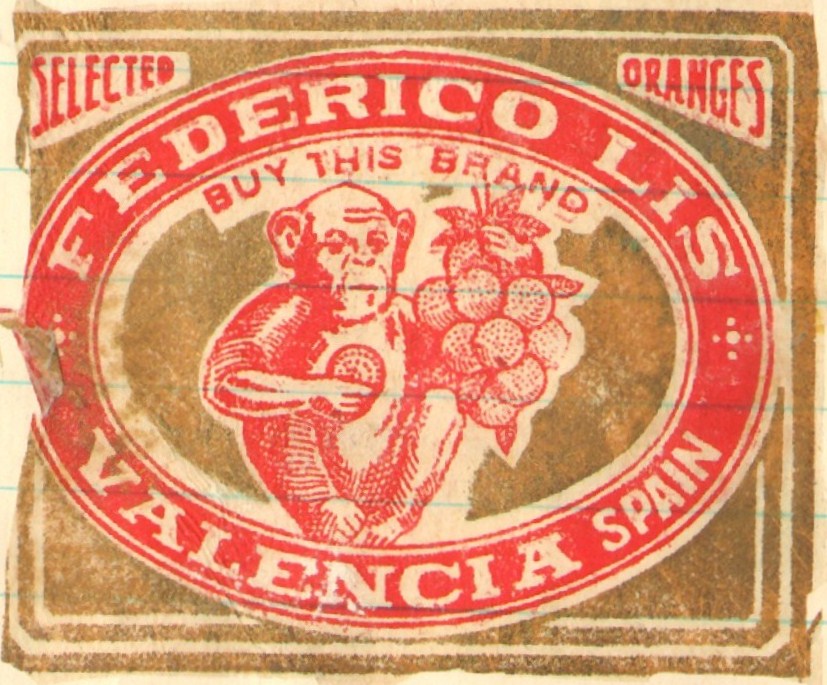 SELECTED
ORANGES
FEDERICO LIS
BUY THIS BRAND
VALENCIA SPAIN